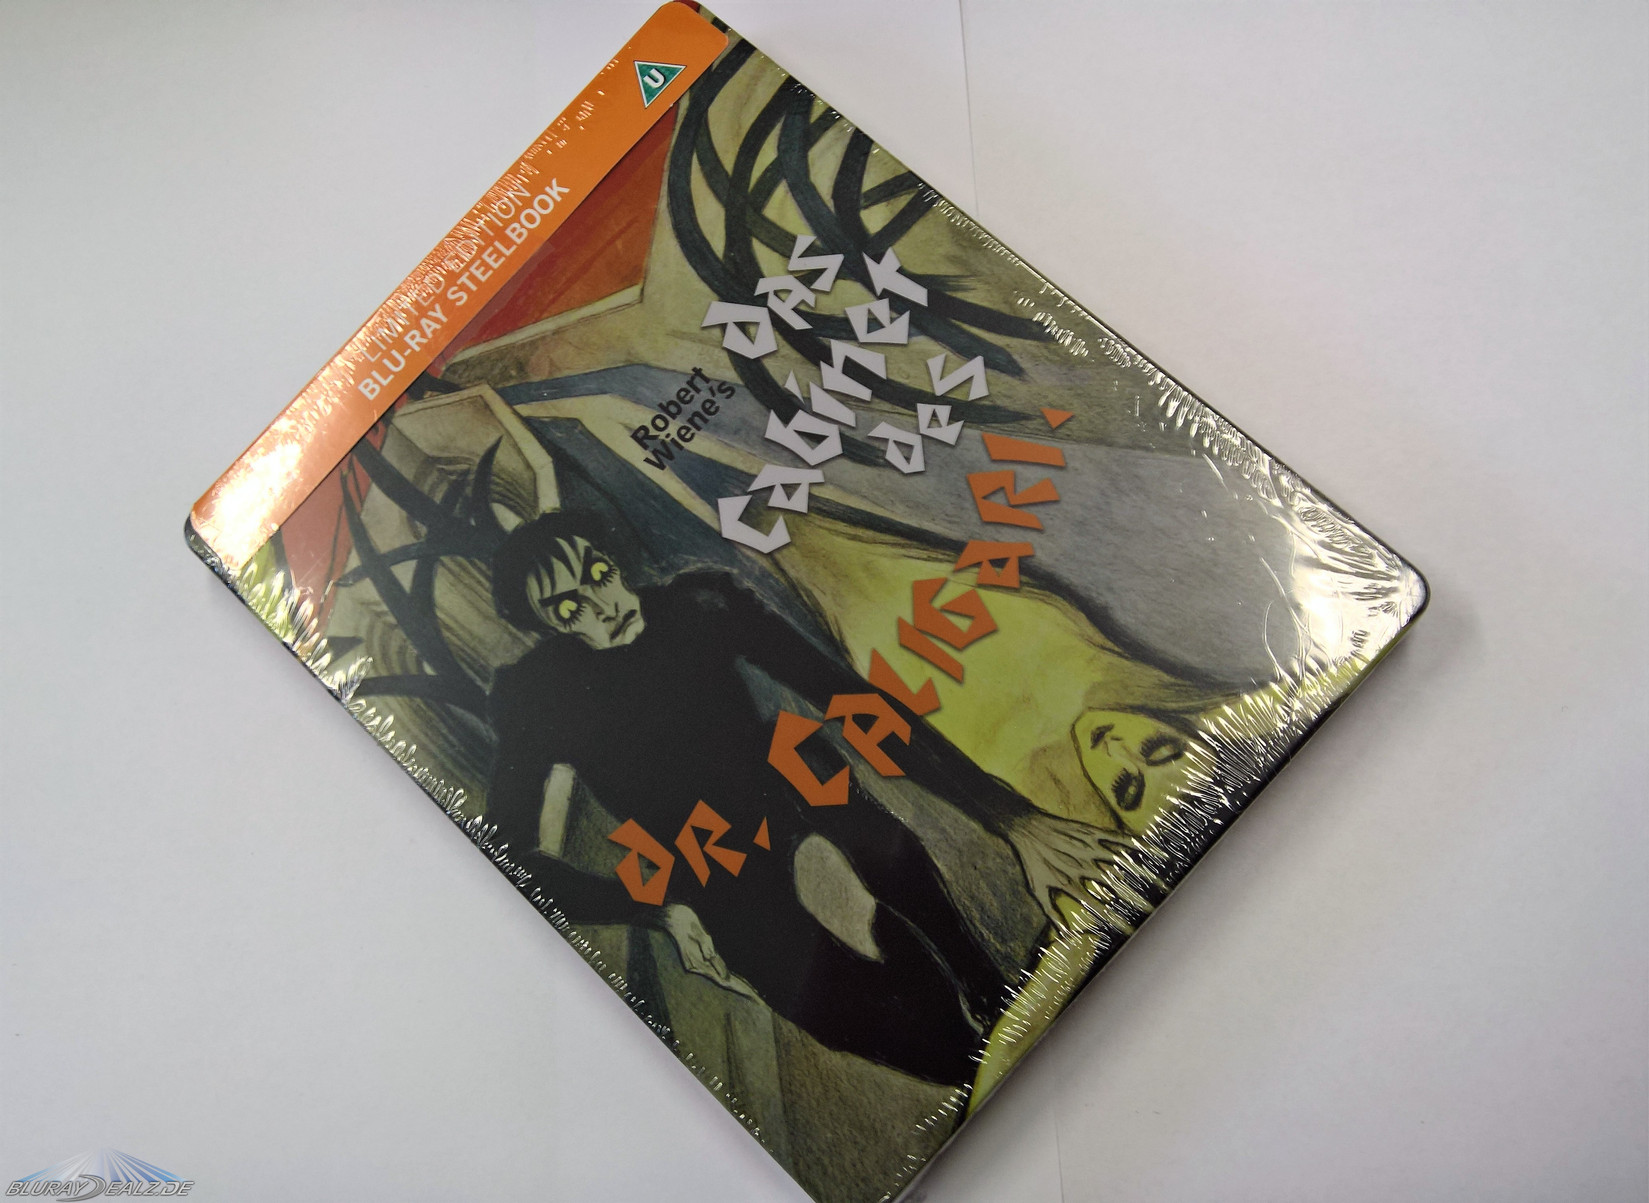 LIMITED EDITION
BLU-RAY STEELBOOK
U
Robert
Wiene's
DAS
CABINET
DES
DR. CALIGARI.
BLURAYDEALZ.DE